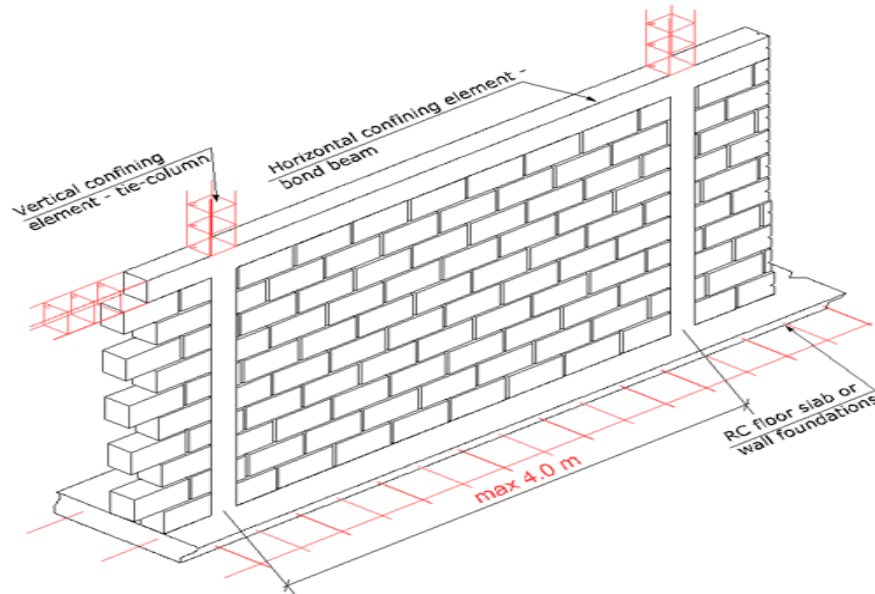 Vertical confining
element - tie-column
Horizontal confining element -
bond beam
RC floor slab or
wall foundations
max 4.0 m